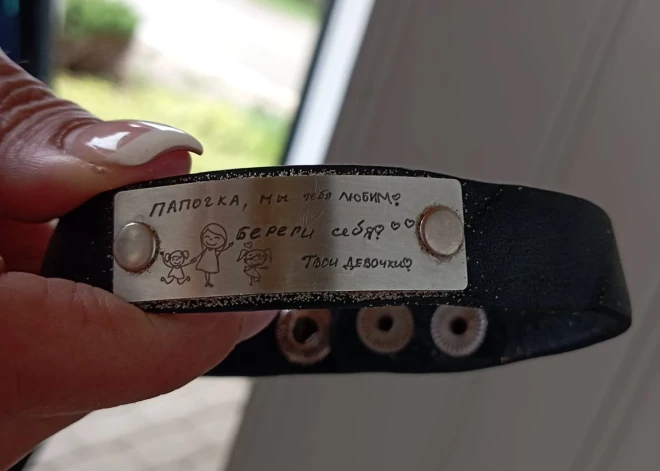 ПАПОЧКА, МЫ тебя ЛЮБИМ♡
БЕРЕГИ себя♡♡♡
ТВОИ ДЕВОЧКИ♡